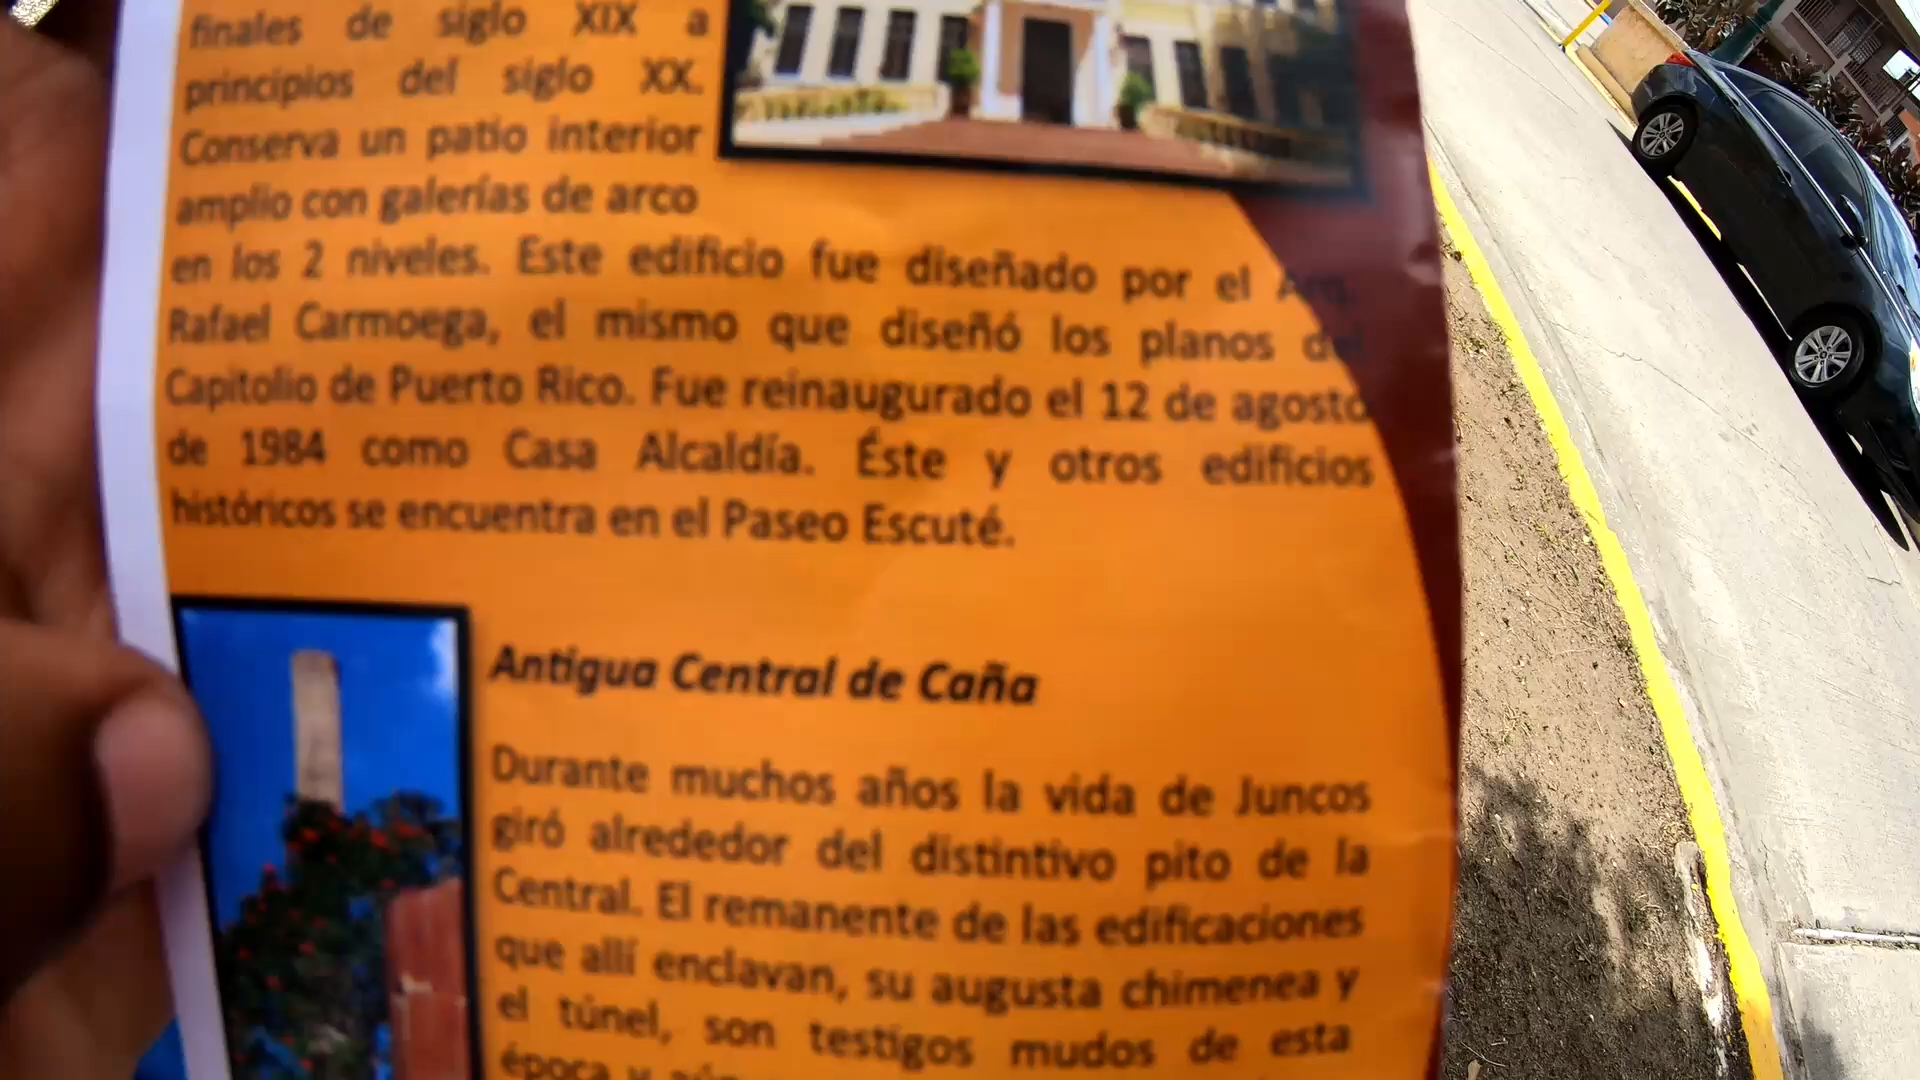 finales de siglo XIX a
principios del siglo XX.
Conserva un patio interior
amplio con galerías de arco
en los 2 niveles. Este edificio fue diseñado por el Arq.
Rafael Carmoega, el mismo que diseñó los planos del
Capitolio de Puerto Rico. Fue reinaugurado el 12 de agosto
de 1984 como Casa Alcaldía. Éste y otros edificios
históricos se encuentra en el Paseo Escuté.
Antigua Central de Caña
Durante muchos años la vida de Juncos
giró alrededor del distintivo pito de la
Central. El remanente de las edificaciones
que allí enclavan, su augusta chimenea y
el túnel, son testigos mudos de esta
época y